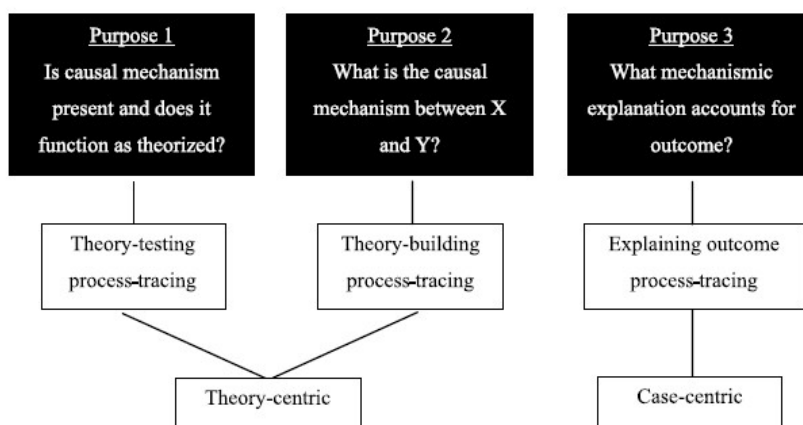 Purpose 1
Is causal mechanism
present and does it
function as theorized?
Purpose 2
What is the causal
mechanism between X
and Y?
Purpose 3
What mechanismic
explanation accounts for
outcome?
Theory-testing
process-tracing
Theory-building
process-tracing
Explaining outcome
process-tracing
Theory-centric
Case-centric